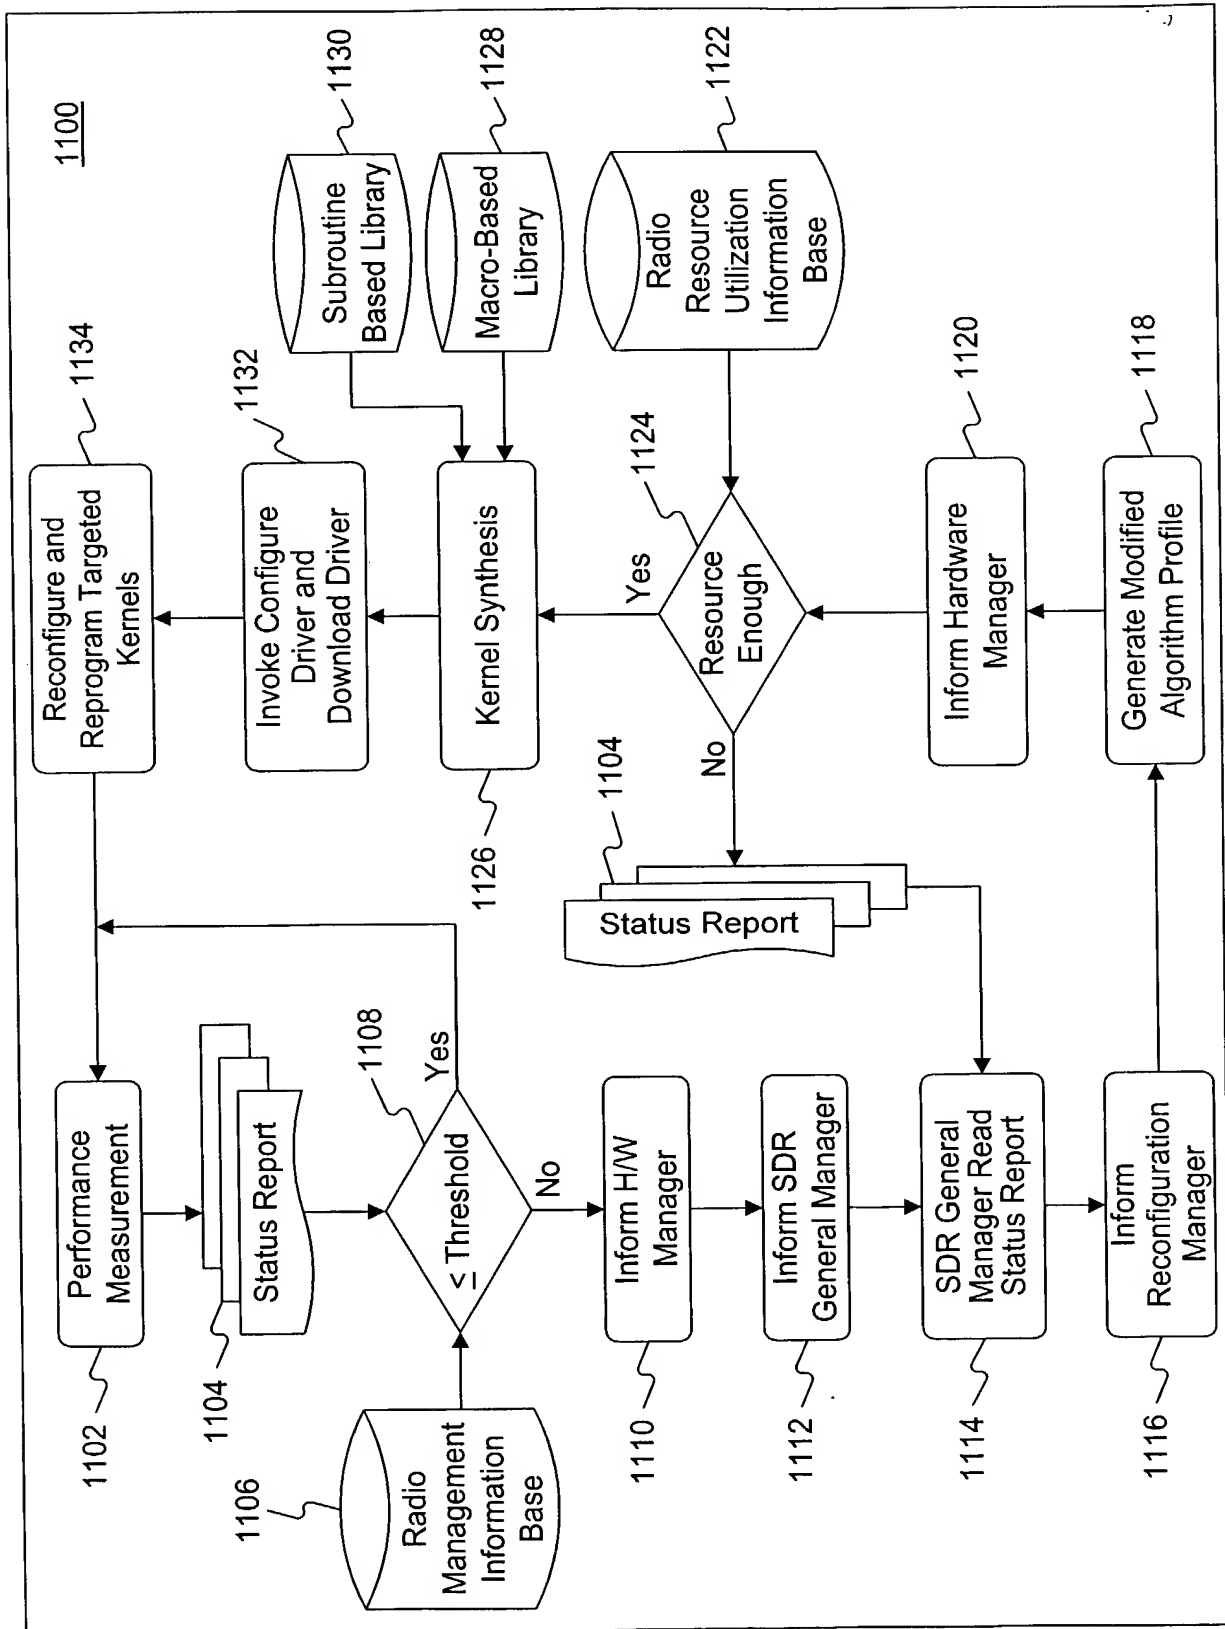 1100
Performance
Measurement
1102
Status Report
1104
Radio
Management
Information
Base
1106
≤ Threshold
1108
Yes
No
Inform H/W
Manager
1110
Inform SDR
General Manager
1112
SDR General
Manager Read
Status Report
1114
Inform
Reconfiguration
Manager
1116
Generate Modified
Algorithm Profile
1118
Inform Hardware
Manager
1120
Radio
Resource
Utilization
Information
Base
1122
Resource
Enough
1124
Yes
No
Status Report
1104
Kernel Synthesis
1126
Macro-Based
Library
1128
Subroutine
Based Library
1130
Invoke Configure
Driver and
Download Driver
1132
Reconfigure and
Reprogram Targeted
Kernels
1134